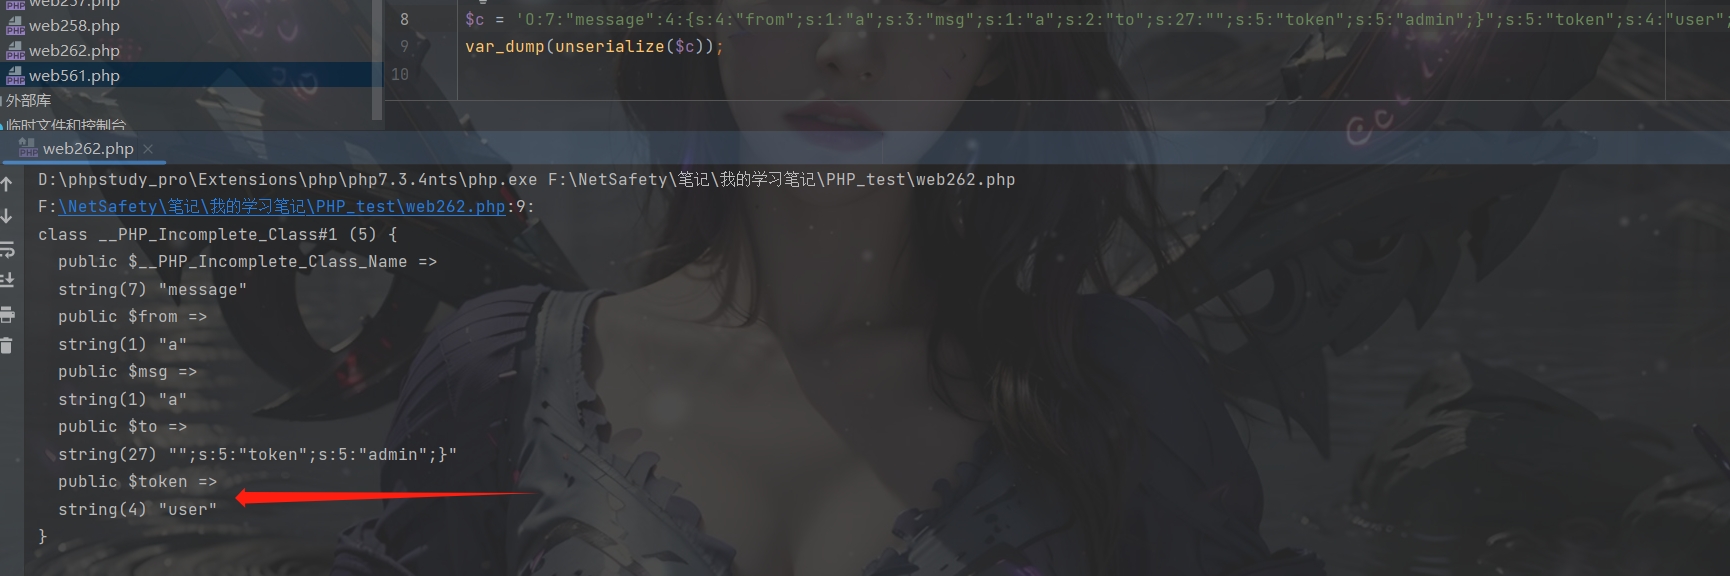 web257.php
web258.php
web262.php
web561.php
外部库
临时文件和控制台
8 $c = 'O:7:"message":4:{s:4:"from";s:1:"a";s:3:"msg";s:1:"a";s:2:"to";s:27:"";s:5:"token";s:5:"admin";}";s:5:"token";s:4:"user";
9 var_dump(unserialize($c));
10
web262.php ×
D:\phpstudy_pro\Extensions\php\php7.3.4nts\php.exe F:\NetSafety\笔记\我的学习笔记\PHP_test\web262.php
F:\NetSafety\笔记\我的学习笔记\PHP_test\web262.php:9:
class __PHP_Incomplete_Class#1 (5) {
public $__PHP_Incomplete_Class_Name =>
string(7) "message"
public $from =>
string(1) "a"
public $msg =>
string(1) "a"
public $to =>
string(27) "";s:5:"token";s:5:"admin";}"
public $token =>
string(4) "user"
}